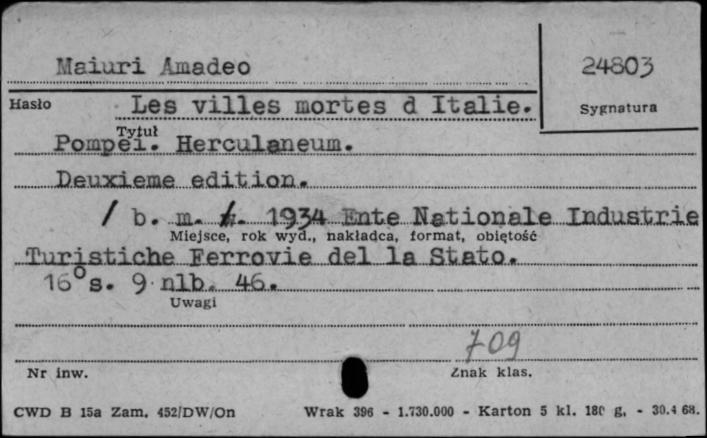 Maiuri Amadeo
24803
Hasło
Les villes mortes d Italie.
Sygnatura
Tytuł
Pompei. Herculaneum.
Deuxieme edition.
/ b. m. /. 1934 Ente Nationale Industrie
Miejsce, rok wyd., nakładca, format, objętość
Turistiche Ferrovie del la Stato.
16° s. 9 nlb. 46.
Uwagi
709
Nr inw.
Znak klas.
CWD B 15a Zam. 452/DW/On
Wrak 396 - 1.730.000 - Karton 5 kl. 180 g. - 30.4 68.